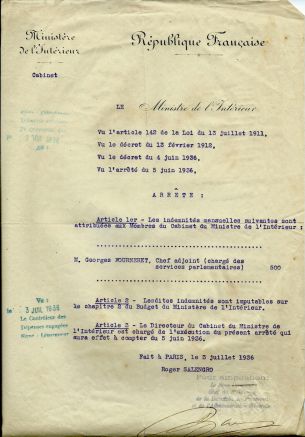 Ministère
de l'Intérieur
République Française
Cabinet
LE Ministre de l'Intérieur
Vu l'article 142 de la Loi du 13 juillet 1911,
Vu le décret du 13 février 1912,
Vu le décret du 4 juin 1936,
Vu l'arrêté du 5 juin 1936,
ARRÊTE :
Article 1er - Les indemnités mensuelles suivantes sont
attribuées aux Membres du Cabinet du Ministre de l'Intérieur :
M. Georges FOURNERET, Chef adjoint (chargé des
services parlementaires) 500
Article 2 - Lesdites indemnités sont imputables sur
le chapitre 2 du Budget du Ministère de l'Intérieur.
Vu :
le 3 JUIL 1936
Le Contrôleur des
Dépenses engagées
Article 3 - Le Directeur du Cabinet du Ministre de
l'Intérieur est chargé de l'exécution du présent arrêté qui
aura effet à compter du 5 juin 1936.
Fait à PARIS, le 3 juillet 1936
Roger SALENGRO
Pour ampliation